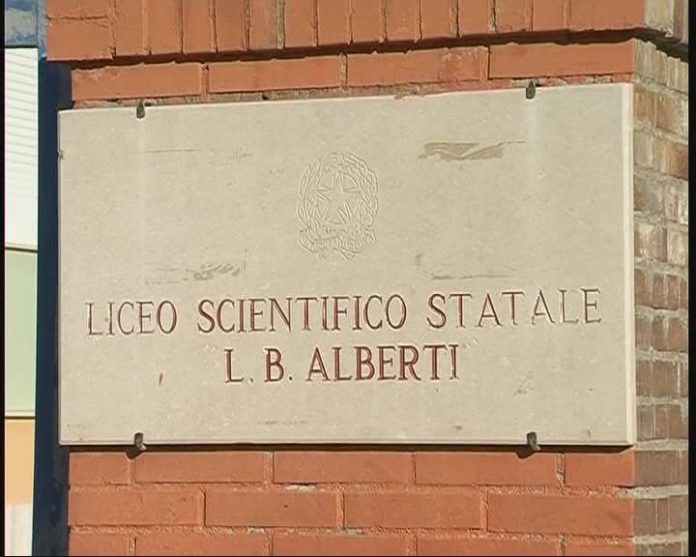 LICEO SCIENTIFICO STATALE
L. B. ALBERTI